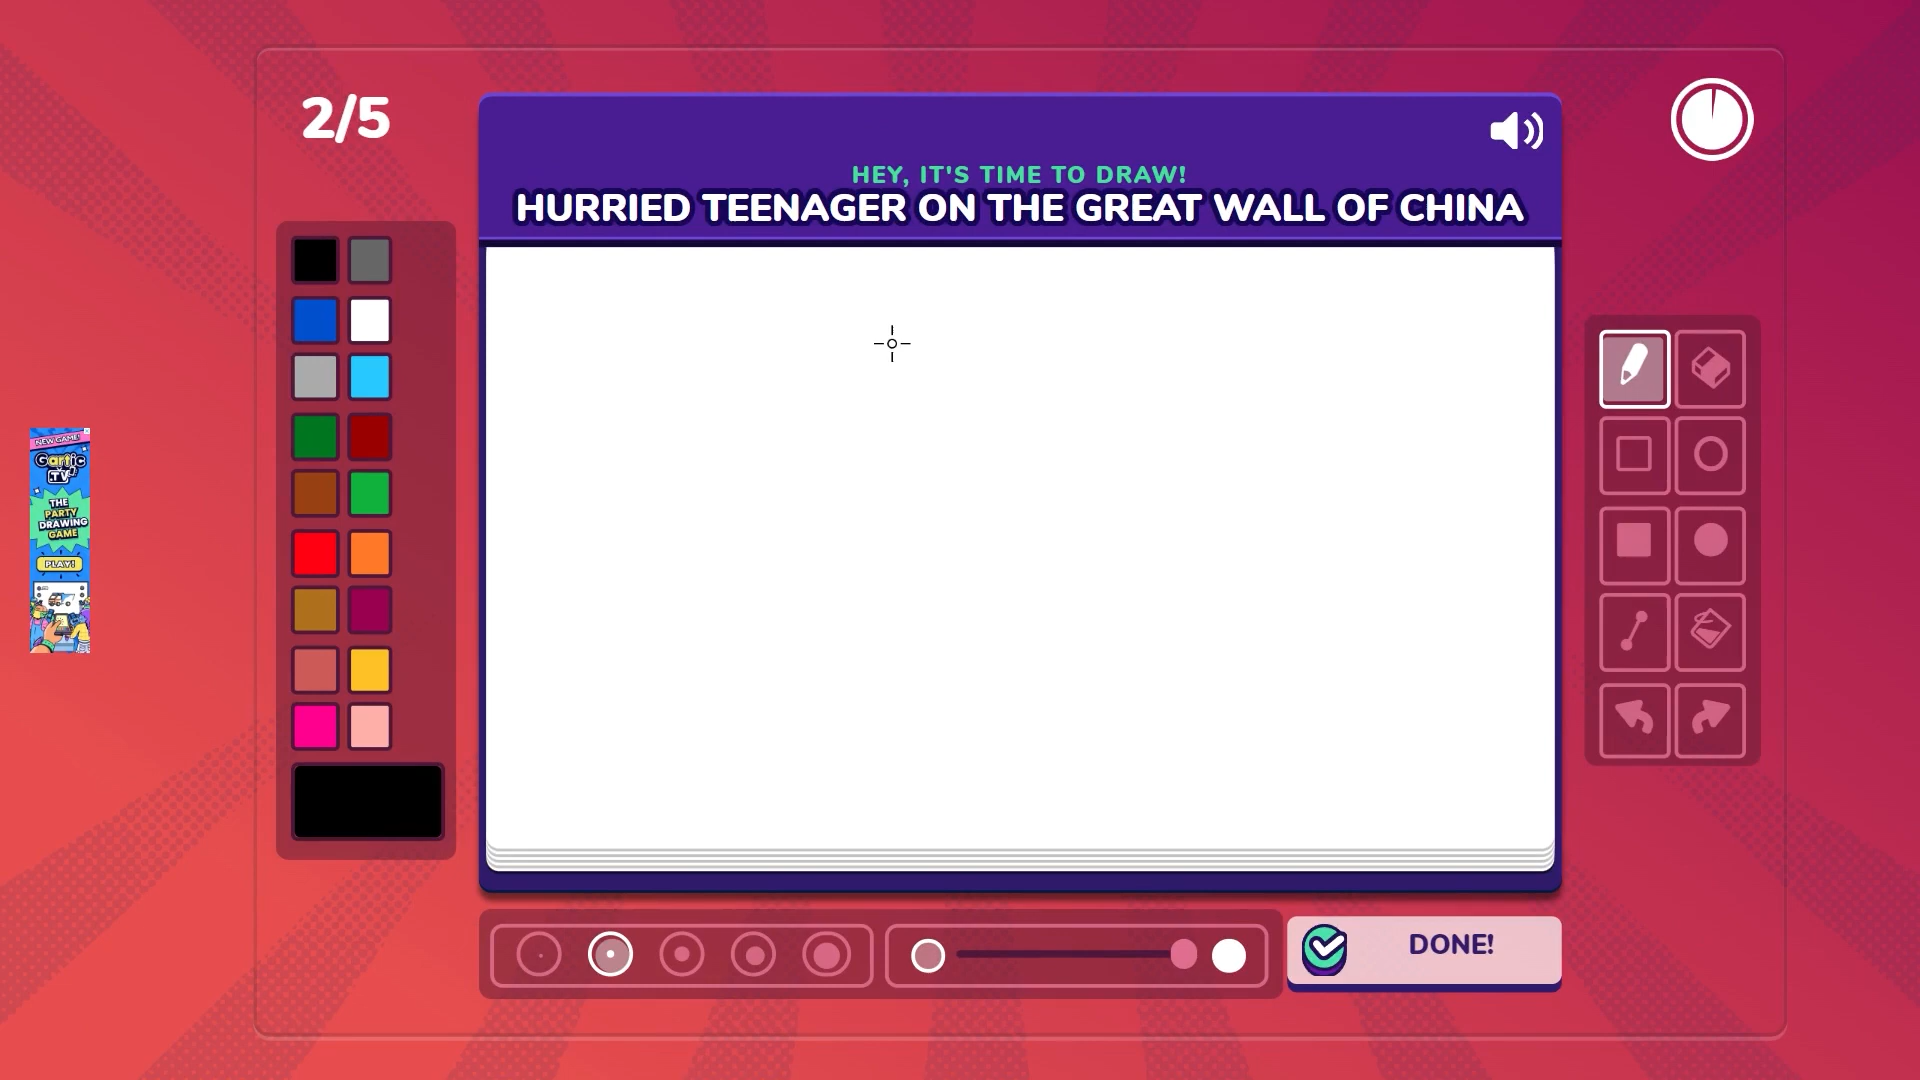 2/5
HEY, IT'S TIME TO DRAW!
HURRIED TEENAGER ON THE GREAT WALL OF CHINA
NEW GAME!
Gartic
.TV
THE
PARTY
DRAWING
GAME
PLAY!
DONE!